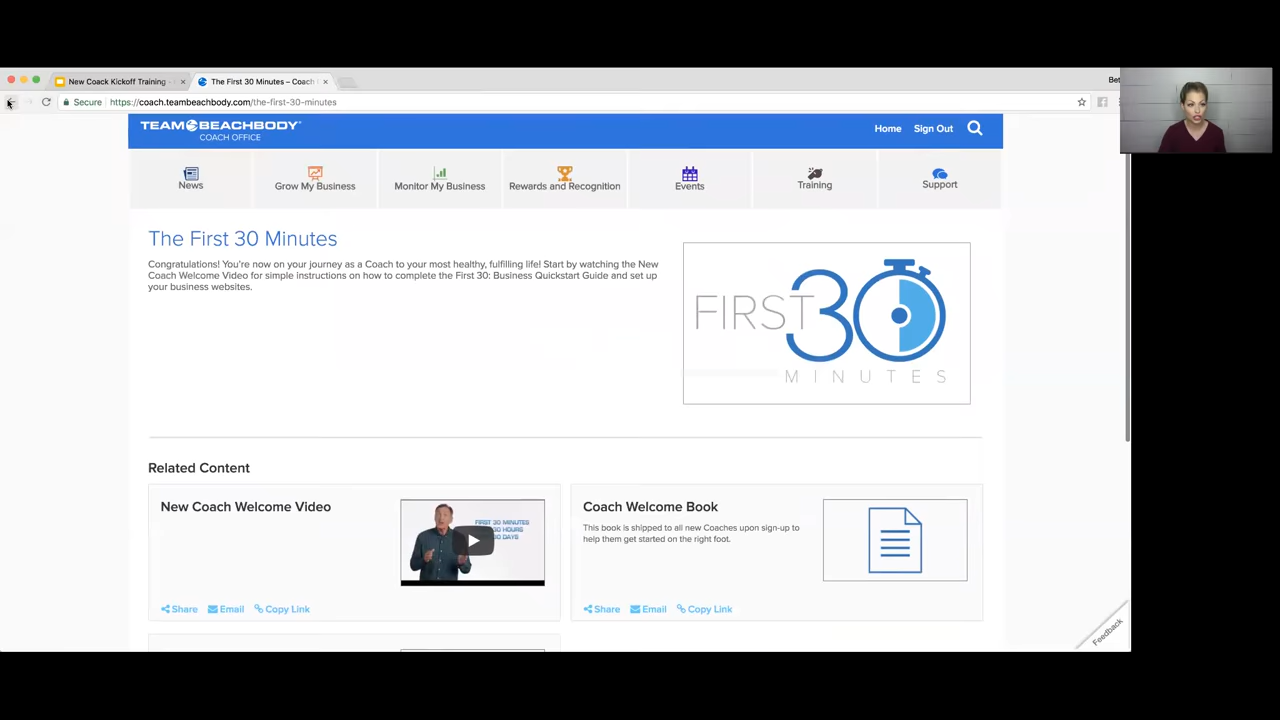 New Coack Kickoff Training -
The First 30 Minutes – Coach
Bet
Secure
https://coach.teambeachbody.com/the-first-30-minutes
TEAM BEACHBODY
COACH OFFICE
Home
Sign Out
News
Grow My Business
Monitor My Business
Rewards and Recognition
Events
Training
Support
The First 30 Minutes
Congratulations! You're now on your journey as a Coach to your most healthy, fulfilling life! Start by watching the New
Coach Welcome Video for simple instructions on how to complete the First 30: Business Quickstart Guide and set up
your business websites.
FIRST 30
MINUTES
Related Content
New Coach Welcome Video
FIRST 30 MINUTES
30 HOURS
30 DAYS
Share
Email
Copy Link
Coach Welcome Book
This book is shipped to all new Coaches upon sign-up to
help them get started on the right foot.
Share
Email
Copy Link
Feedback